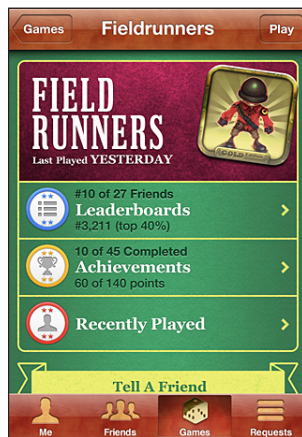 Games Fieldrunners Play
FIELD
RUNNERS
Last Played YESTERDAY
GOLD
#10 of 27 Friends
Leaderboards
#3,211 (top 40%)
10 of 45 Completed
Achievements
60 of 140 points
Recently Played
Tell A Friend
Me Friends Games Requests